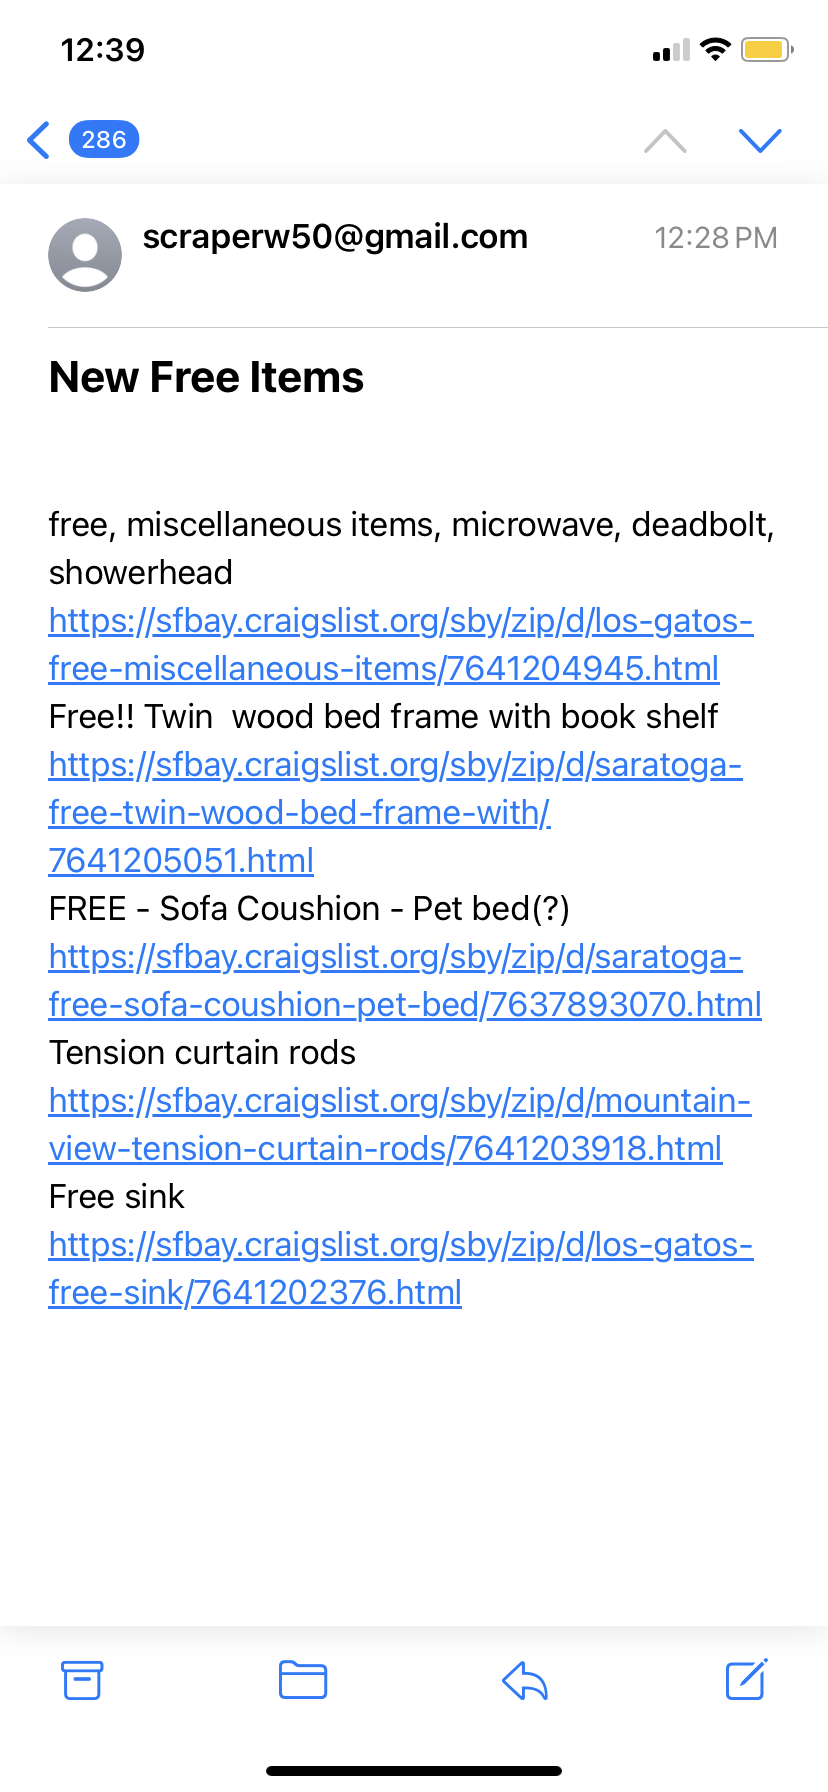 12:39
286
scraperw50@gmail.com
12:28 PM
New Free Items
free, miscellaneous items, microwave, deadbolt,
showerhead
https://sfbay.craigslist.org/sby/zip/d/los-gatos-
free-miscellaneous-items/7641204945.html
Free!! Twin  wood bed frame with book shelf
https://sfbay.craigslist.org/sby/zip/d/saratoga-
free-twin-wood-bed-frame-with/
7641205051.html
FREE - Sofa Coushion - Pet bed(?)
https://sfbay.craigslist.org/sby/zip/d/saratoga-
free-sofa-coushion-pet-bed/7637893070.html
Tension curtain rods
https://sfbay.craigslist.org/sby/zip/d/mountain-
view-tension-curtain-rods/7641203918.html
Free sink
https://sfbay.craigslist.org/sby/zip/d/los-gatos-
free-sink/7641202376.html